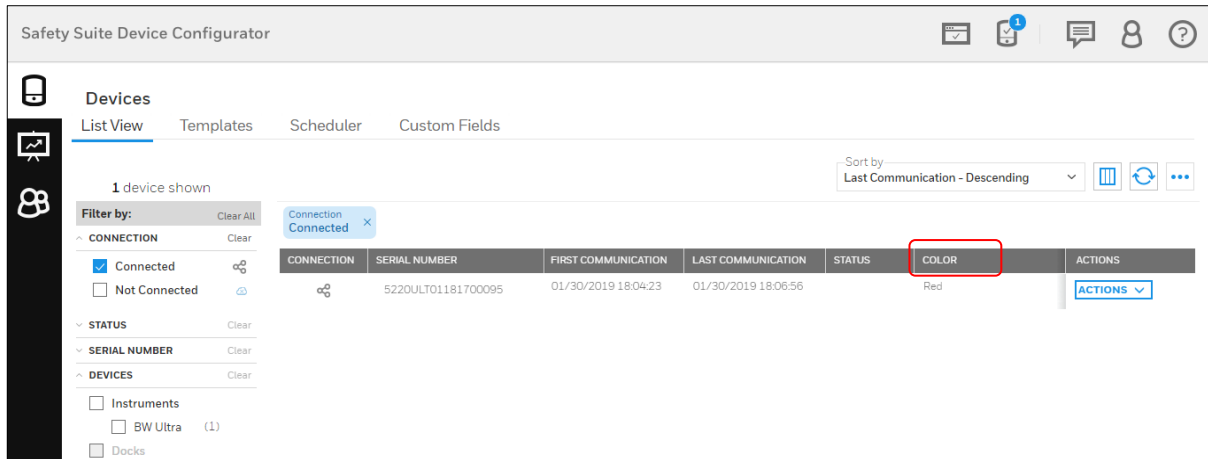 Safety Suite Device Configurator
1
Devices
List View Templates Scheduler Custom Fields
Sort by
Last Communication - Descending
1 device shown
Filter by: Clear All
Connection
Connected
CONNECTION Clear
Connected
Not Connected
STATUS Clear
SERIAL NUMBER Clear
DEVICES Clear
Instruments
BW Ultra (1)
Docks
CONNECTION SERIAL NUMBER FIRST COMMUNICATION LAST COMMUNICATION STATUS COLOR ACTIONS
5220ULT01181700095 01/30/2019 18:04:23 01/30/2019 18:06:56 Red ACTIONS